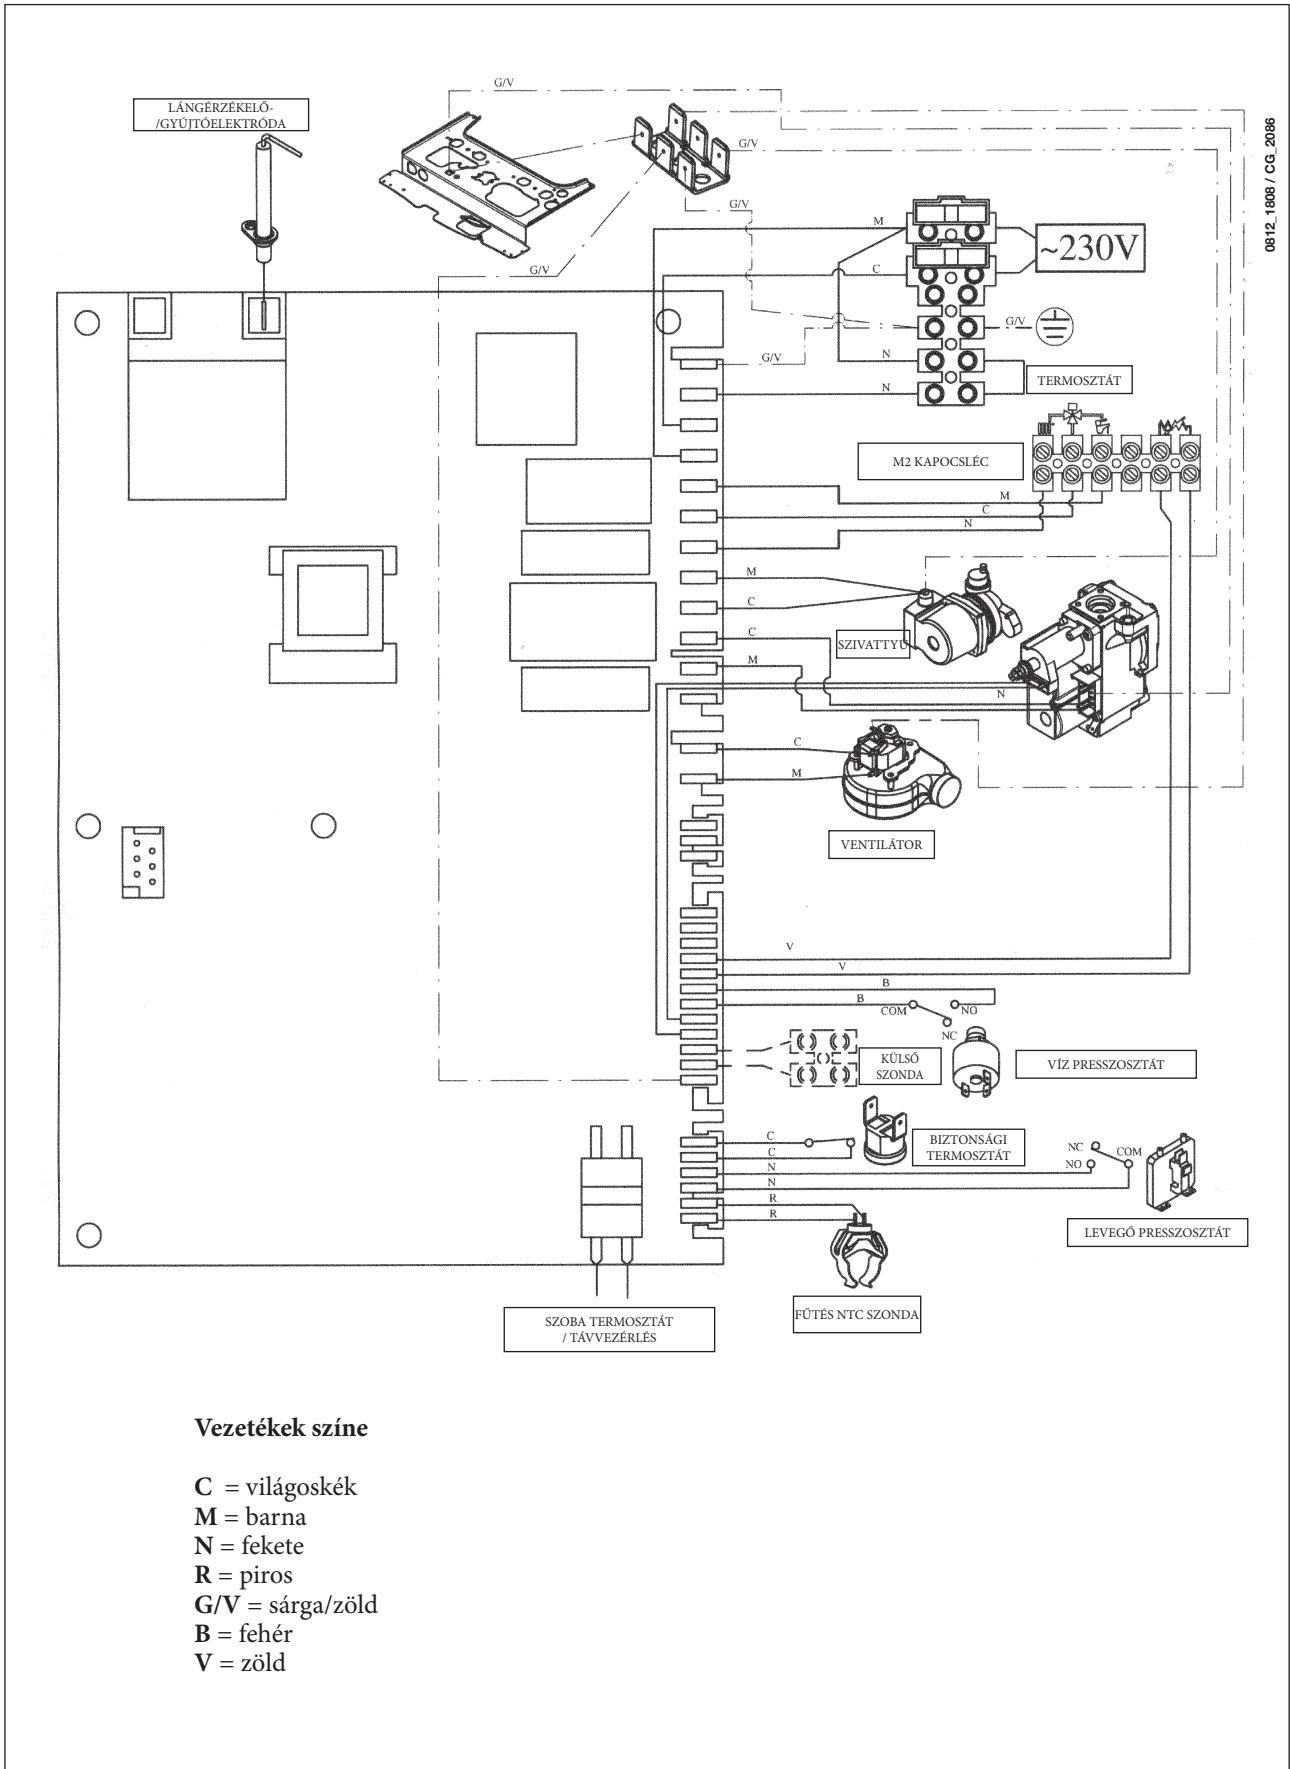 G/V
LÁNGÉRZÉKELŐ-
/GYÚJTÓELEKTRÓDA
0812_1808 / CG_2086
G/V
G/V
M
~230V
G/V
C
G/V
G/V
N
TERMOSZTÁT
N
M2 KAPOCSLÉC
M
C
N
M
C
C
SZIVATTYÚ
M
N
C
M
VENTILÁTOR
V
V
B
B
COM
NO
NC
KÜLSŐ
SZONDA
VÍZ PRESSZOSZTÁT
C
C
BIZTONSÁGI
TERMOSZTÁT
NC
COM
NO
N
N
R
R
LEVEGŐ PRESSZOSZTÁT
FŰTÉS NTC SZONDA
SZOBA TERMOSZTÁT
/ TÁVVEZÉRLÉS
Vezetékek színe
C = világoskék
M = barna
N = fekete
R = piros
G/V = sárga/zöld
B = fehér
V = zöld